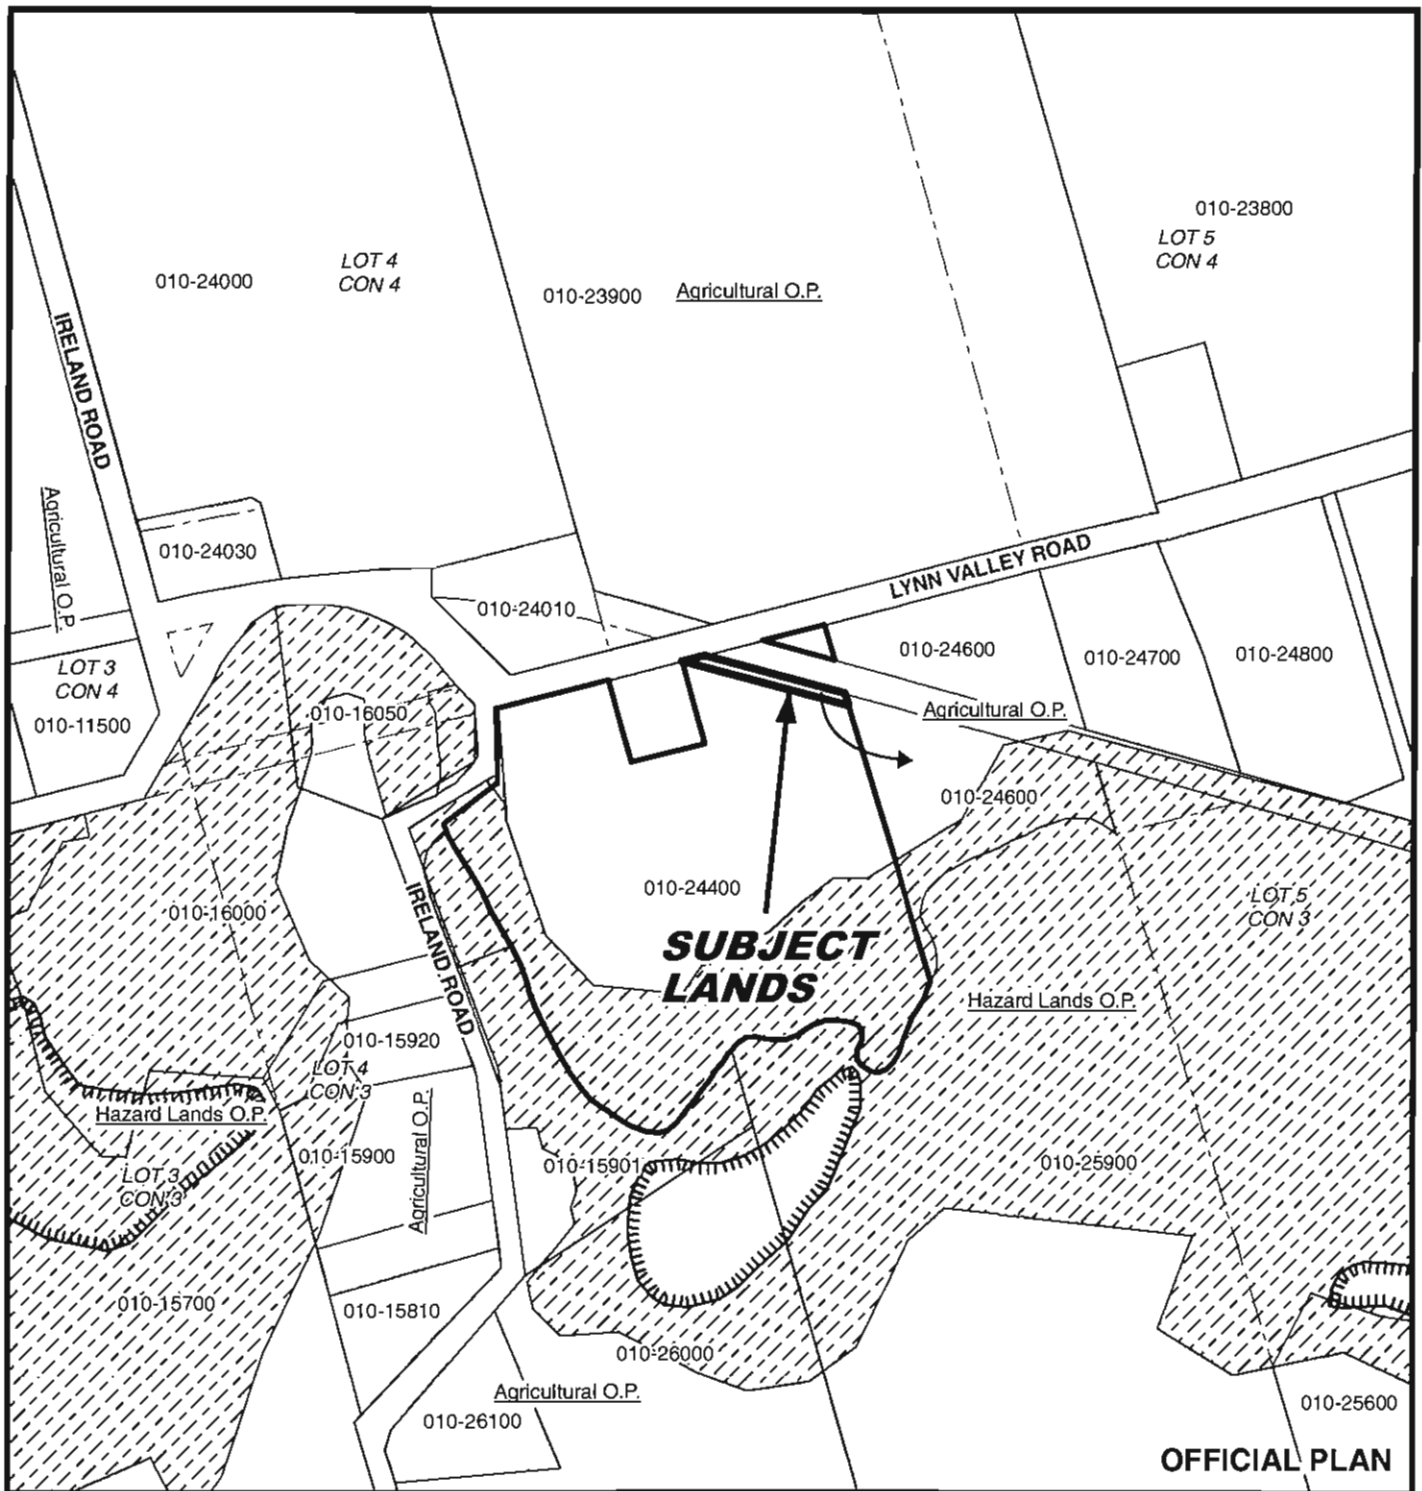 010-23800
LOT 5
CON 4
LOT 4
CON 4
010-24000
010-23900
Agricultural O.P.
IRELAND ROAD
Agricultural O.P.
010-24030
LYNN VALLEY ROAD
010-24010
010-24600
010-24700
010-24800
LOT 3
CON 4
010-11500
010-16050
Agricultural O.P.
010-24600
010-24400
LOT 5
CON 3
010-16000
IRELAND ROAD
SUBJECT
LANDS
Hazard Lands O.P.
010-15920
LOT 4
CON 3
Hazard Lands O.P.
Agricultural O.P.
010-15900
010-15901
010-25900
LOT 3
CON 3
010-15700
010-15810
010-26000
Agricultural O.P.
010-26100
010-25600
OFFICIAL PLAN